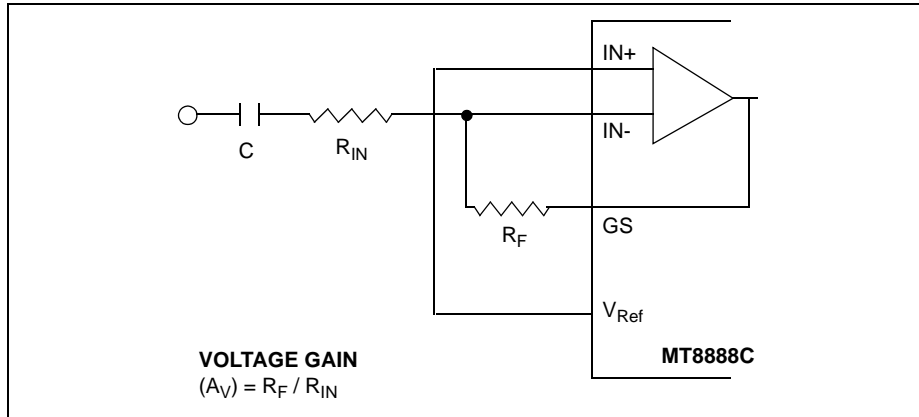 IN+
C
R_IN
IN-
R_F
GS
V_Ref
VOLTAGE GAIN
(A_V) = R_F / R_IN
MT8888C